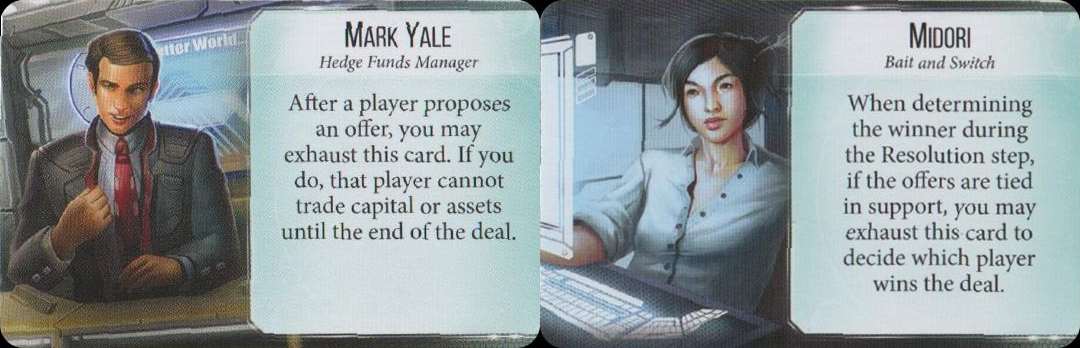 tter World...
Mark Yale
Hedge Funds Manager
After a player proposes
an offer, you may
exhaust this card. If you
do, that player cannot
trade capital or assets
until the end of the deal.
Midori
Bait and Switch
When determining
the winner during
the Resolution step,
if the offers are tied
in support, you may
exhaust this card to
decide which player
wins the deal.